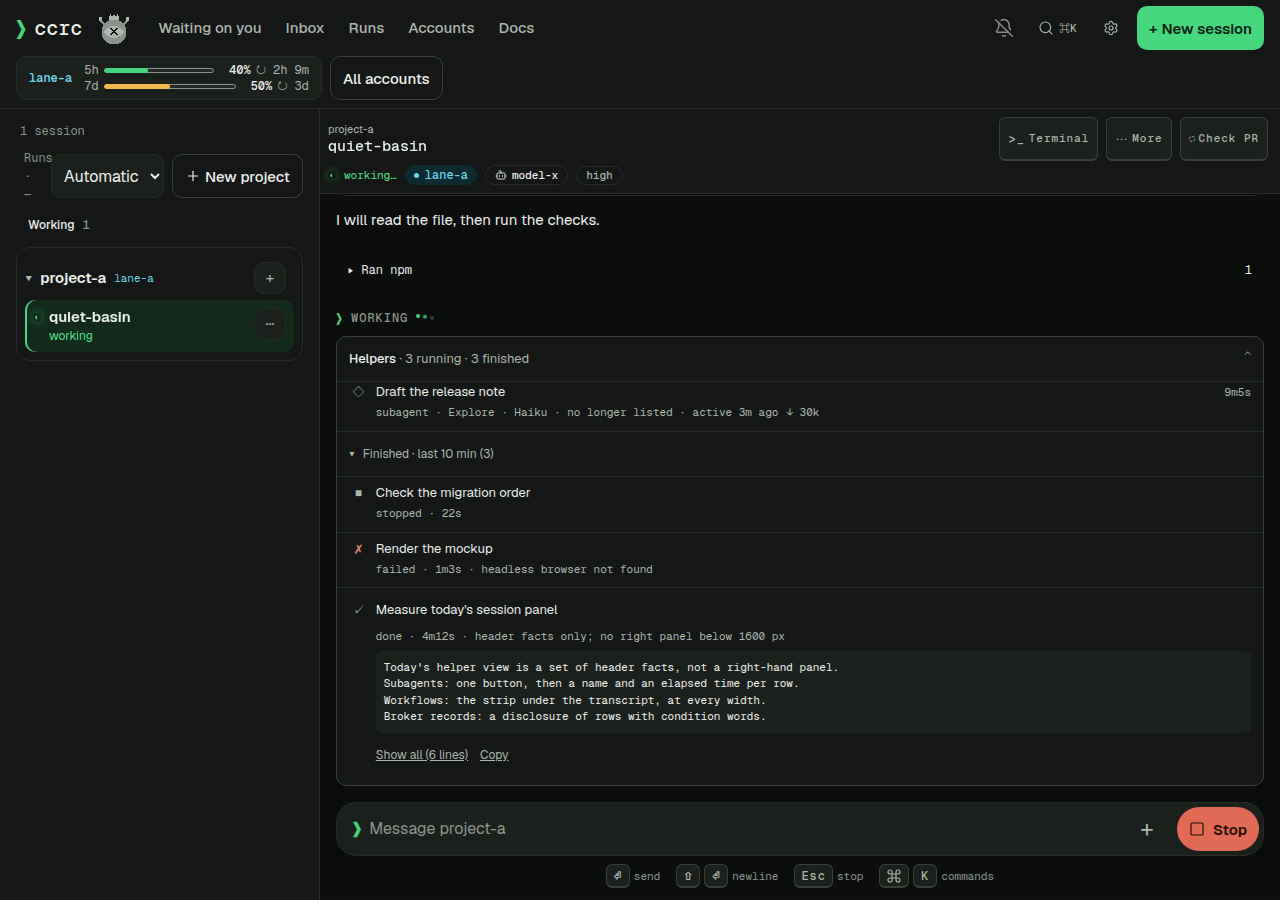 ❯ ccrc
Waiting on you Inbox Runs Accounts Docs
⌘K
+ New session
lane-a 5h 40% ↻ 2h 9m
7d 50% ↻ 3d
All accounts
1 session
Runs · —
Automatic
+ New project
Working 1
▾ project-a lane-a +
quiet-basin
working
···
project-a
quiet-basin
>_ Terminal
··· More
Check PR
working… lane-a model-x high
I will read the file, then run the checks.
▸ Ran npm 1
❯ WORKING
Helpers · 3 running · 3 finished
◇ Draft the release note 9m5s
subagent · Explore · Haiku · no longer listed · active 3m ago ↓ 30k
▾ Finished · last 10 min (3)
■ Check the migration order
stopped · 22s
✗ Render the mockup
failed · 1m3s · headless browser not found
✓ Measure today's session panel
done · 4m12s · header facts only; no right panel below 1600 px
Today's helper view is a set of header facts, not a right-hand panel.
Subagents: one button, then a name and an elapsed time per row.
Workflows: the strip under the transcript, at every width.
Broker records: a disclosure of rows with condition words.
Show all (6 lines) Copy
❯ Message project-a
+
Stop
⏎ send ⇧ ⏎ newline Esc stop ⌘ K commands